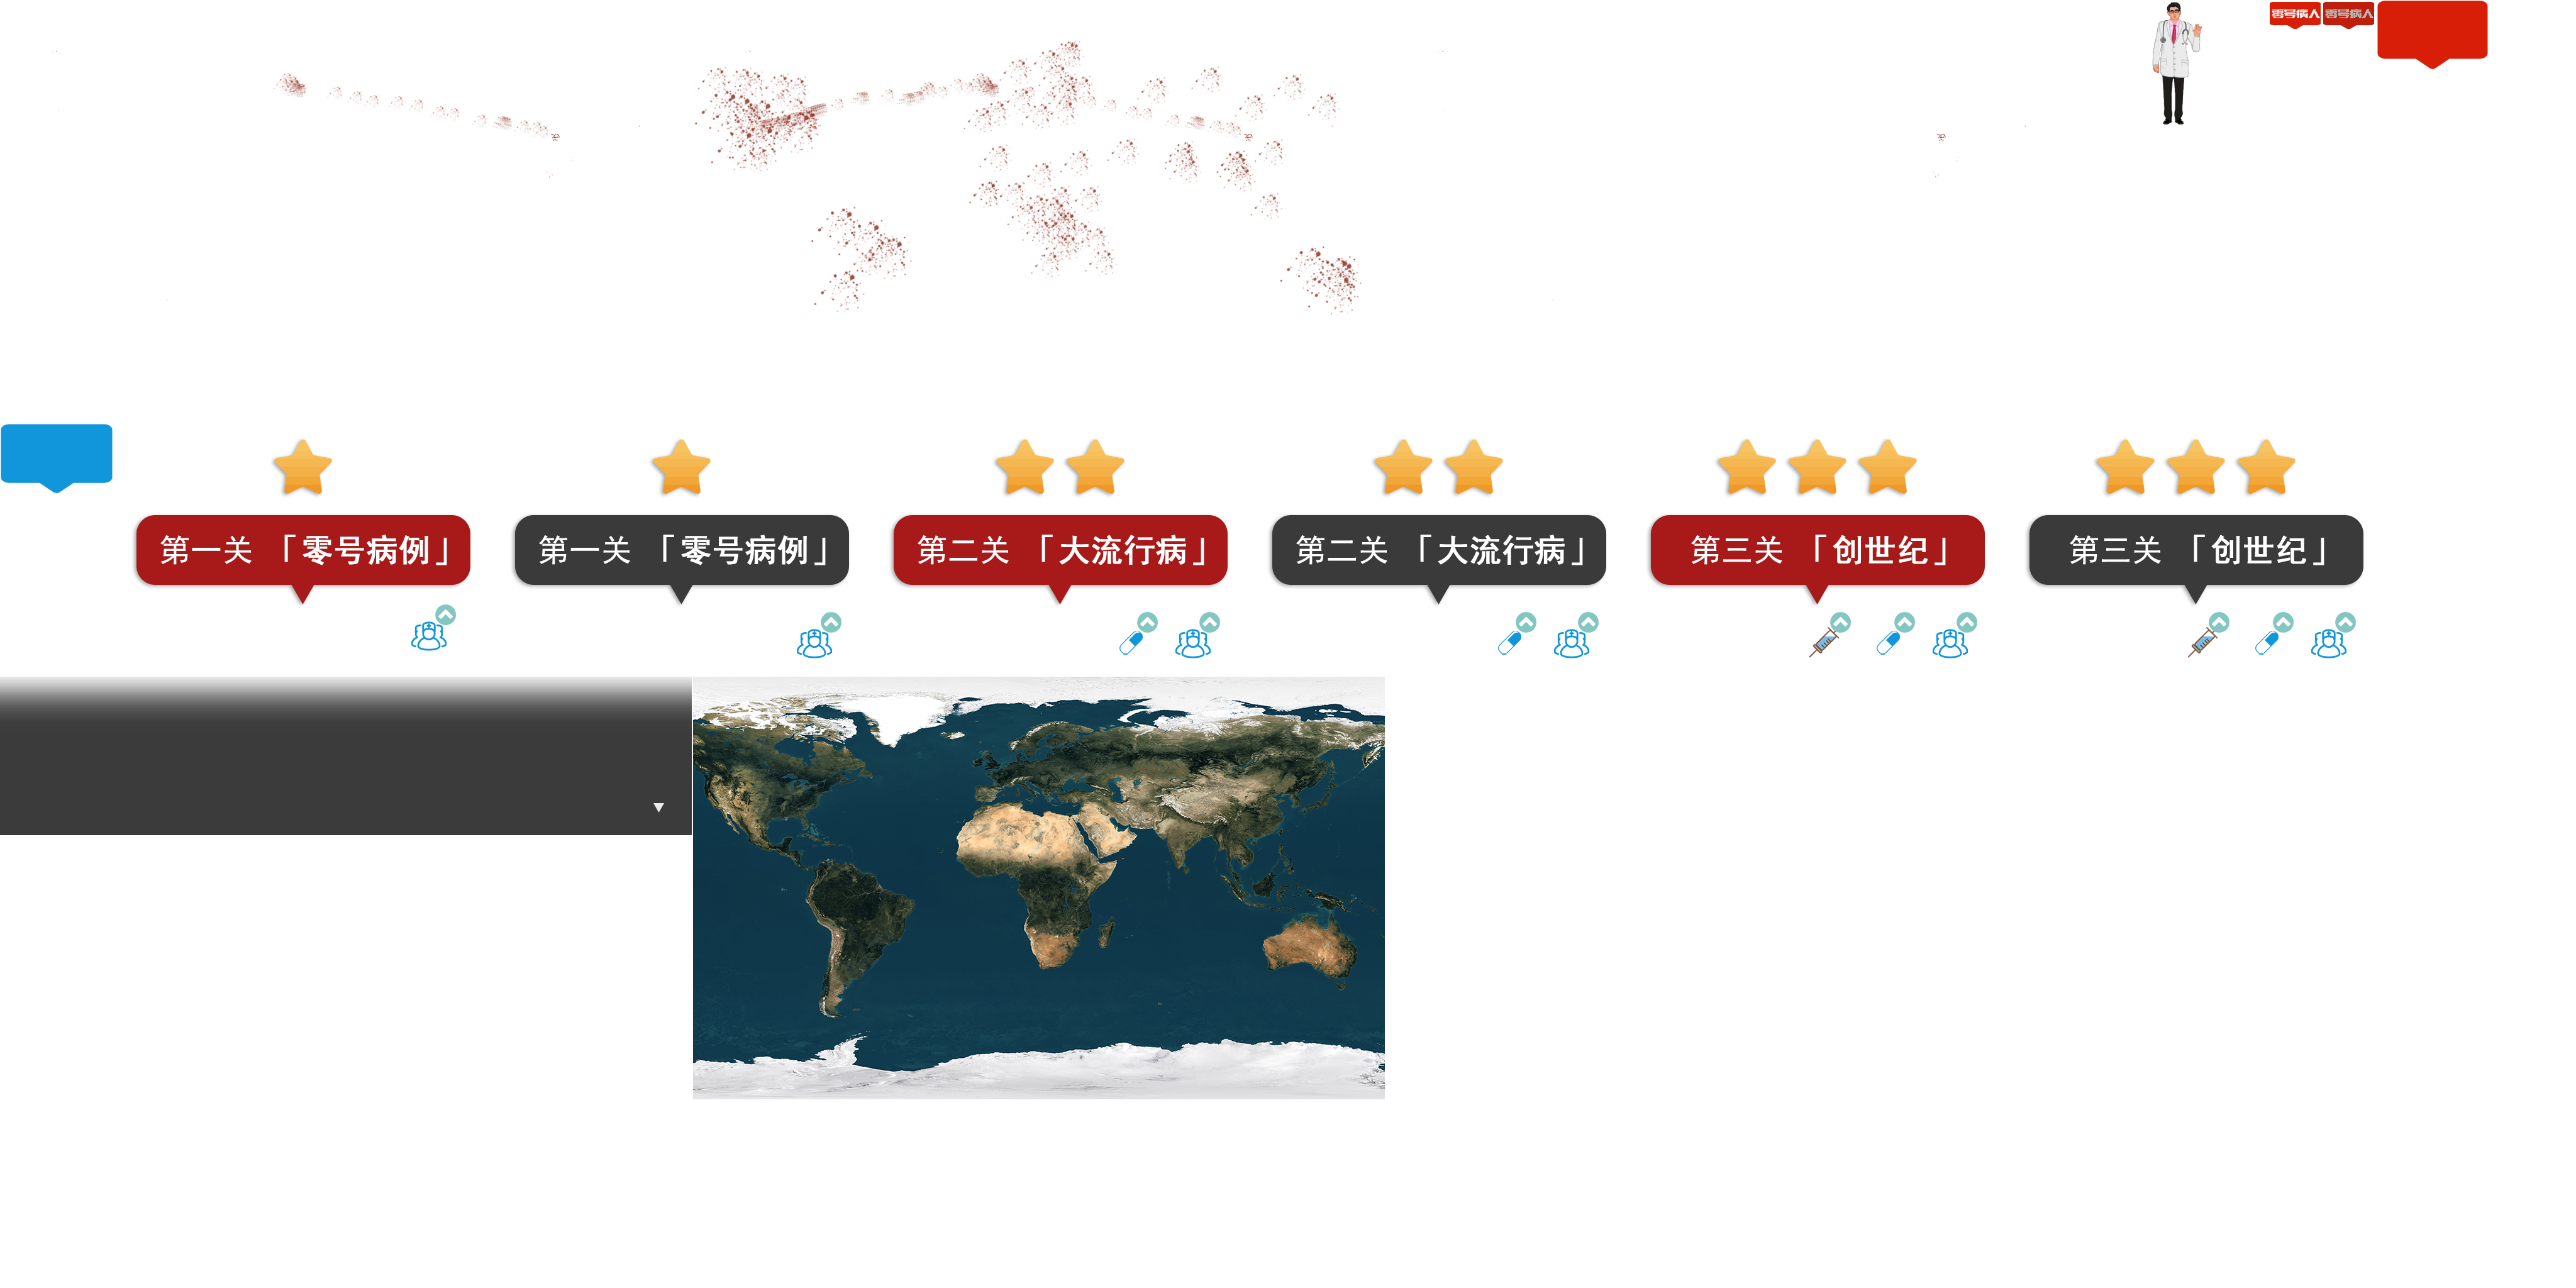 零号病人
零号病人
第一关 「零号病例」
第一关 「零号病例」
第二关 「大流行病」
第二关 「大流行病」
第三关 「创世纪」
第三关 「创世纪」